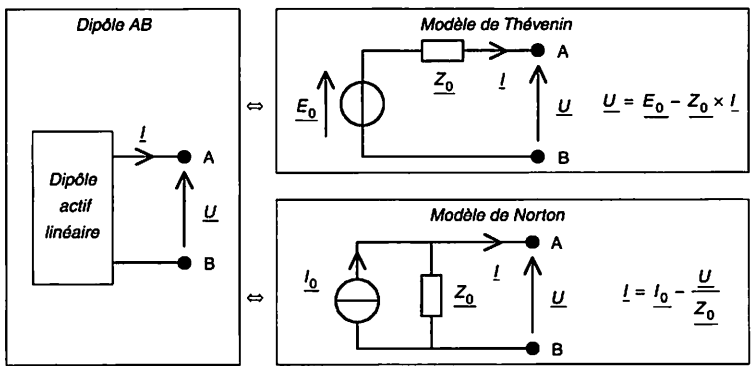 Dipôle AB
I
A
Dipôle
actif
linéaire
U
B
⇔
⇔
Modèle de Thévenin
Z0
I
A
E0
U
U = E0 – Z0 × I
B
Modèle de Norton
I
A
I0
Z0
U
I = I0 – U/Z0
B